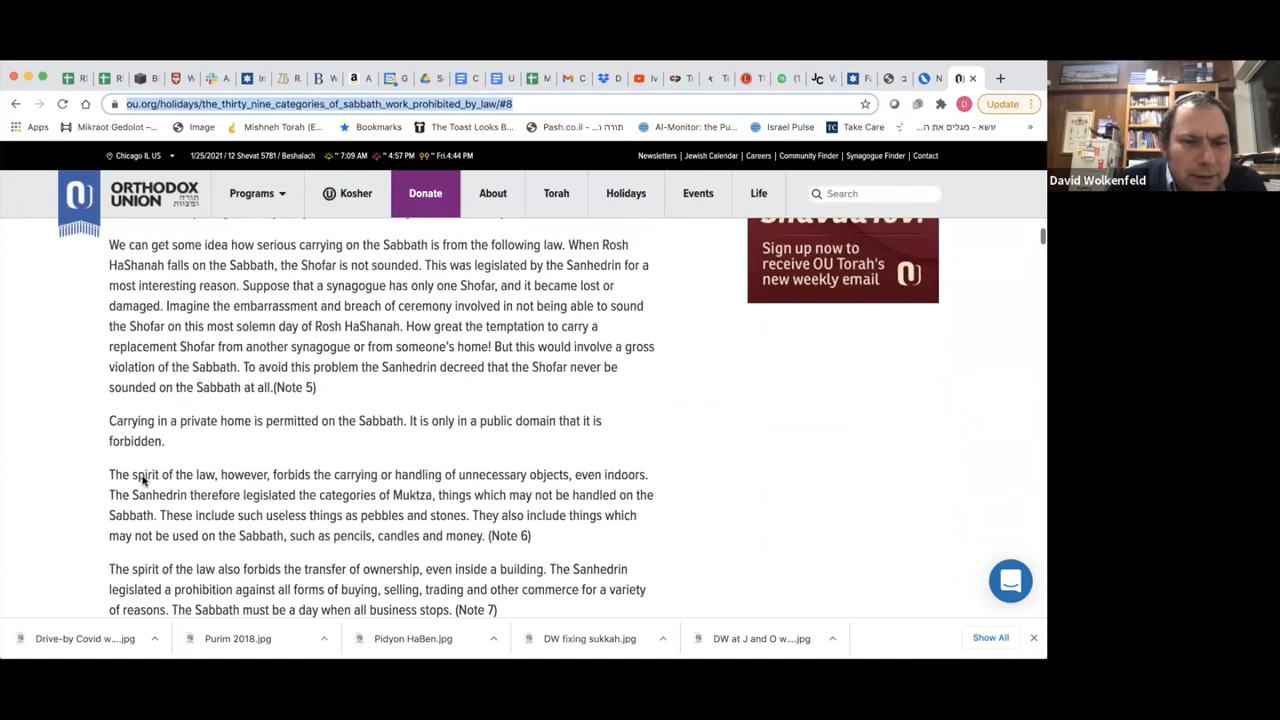 ou.org/holidays/the_thirty_nine_categories_of_sabbath_work_prohibited_by_law/#8
Update
Apps
Mikraot Gedolot –...
Image
Mishneh Torah (E...
Bookmarks
The Toast Looks B...
Pash.co.il – ...תורה ו
AI-Monitor: the Pu...
Israel Pulse
Take Care
זושא - מגלים את ה...
Chicago IL US
1/25/2021 / 12 Shevat 5781 / Beshalach
7:09 AM
4:57 PM
Fri.4:44 PM
Newsletters | Jewish Calendar | Careers | Community Finder | Synagogue Finder | Contact
ORTHODOX
UNION
תורה
ומצוות
Programs
Kosher
Donate
About
Torah
Holidays
Events
Life
Search
David Wolkenfeld
We can get some idea how serious carrying on the Sabbath is from the following law. When Rosh
HaShanah falls on the Sabbath, the Shofar is not sounded. This was legislated by the Sanhedrin for a
most interesting reason. Suppose that a synagogue has only one Shofar, and it became lost or
damaged. Imagine the embarrassment and breach of ceremony involved in not being able to sound
the Shofar on this most solemn day of Rosh HaShanah. How great the temptation to carry a
replacement Shofar from another synagogue or from someone's home! But this would involve a gross
violation of the Sabbath. To avoid this problem the Sanhedrin decreed that the Shofar never be
sounded on the Sabbath at all.(Note 5)
Carrying in a private home is permitted on the Sabbath. It is only in a public domain that it is
forbidden.
The spirit of the law, however, forbids the carrying or handling of unnecessary objects, even indoors.
The Sanhedrin therefore legislated the categories of Muktza, things which may not be handled on the
Sabbath. These include such useless things as pebbles and stones. They also include things which
may not be used on the Sabbath, such as pencils, candles and money. (Note 6)
The spirit of the law also forbids the transfer of ownership, even inside a building. The Sanhedrin
legislated a prohibition against all forms of buying, selling, trading and other commerce for a variety
of reasons. The Sabbath must be a day when all business stops. (Note 7)
Sign up now to
receive OU Torah's
new weekly email
Drive-by Covid w....jpg
Purim 2018.jpg
Pidyon HaBen.jpg
DW fixing sukkah.jpg
DW at J and O w....jpg
Show All